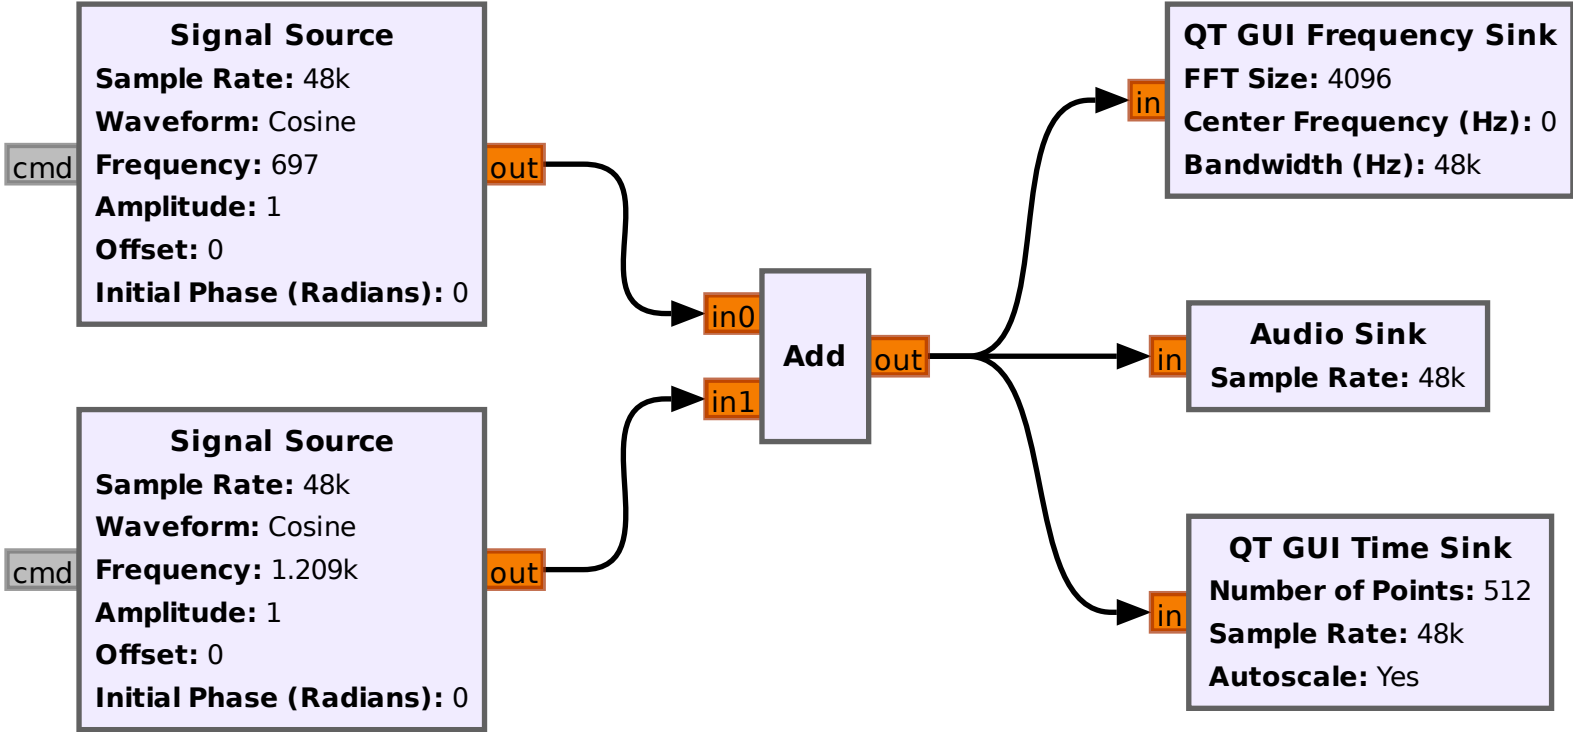 Signal Source
Sample Rate: 48k
Waveform: Cosine
Frequency: 697
Amplitude: 1
Offset: 0
Initial Phase (Radians): 0
cmd
out
Signal Source
Sample Rate: 48k
Waveform: Cosine
Frequency: 1.209k
Amplitude: 1
Offset: 0
Initial Phase (Radians): 0
cmd
out
in0
in1
Add
out
in
QT GUI Frequency Sink
FFT Size: 4096
Center Frequency (Hz): 0
Bandwidth (Hz): 48k
in
Audio Sink
Sample Rate: 48k
in
QT GUI Time Sink
Number of Points: 512
Sample Rate: 48k
Autoscale: Yes